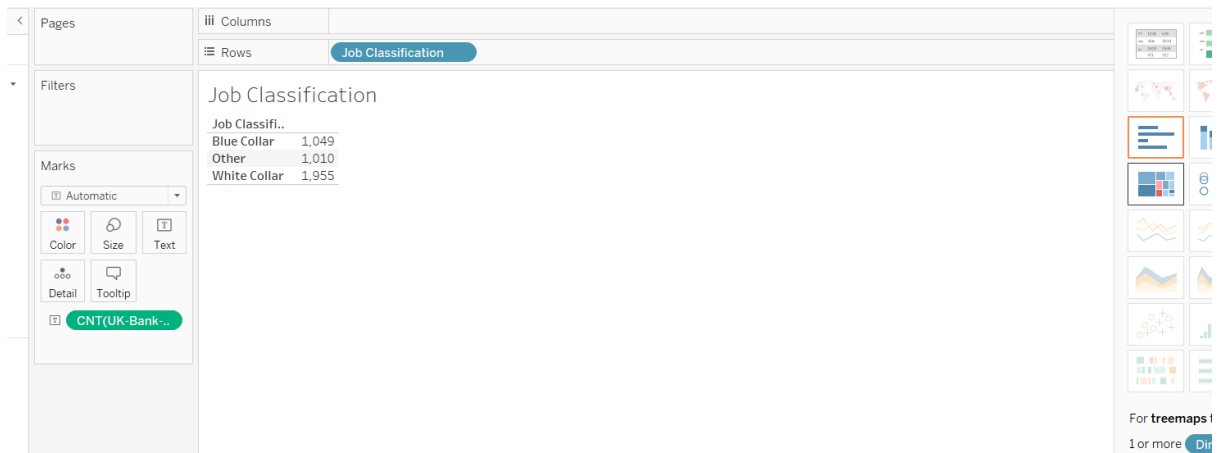 Pages
Columns
Rows
Job Classification
Filters
Job Classification
Job Classifi..
Blue Collar 1,049
Other 1,010
White Collar 1,955
Marks
Automatic
Color Size Text
Detail Tooltip
CNT(UK-Bank-..
For treemaps t
1 or more Dir